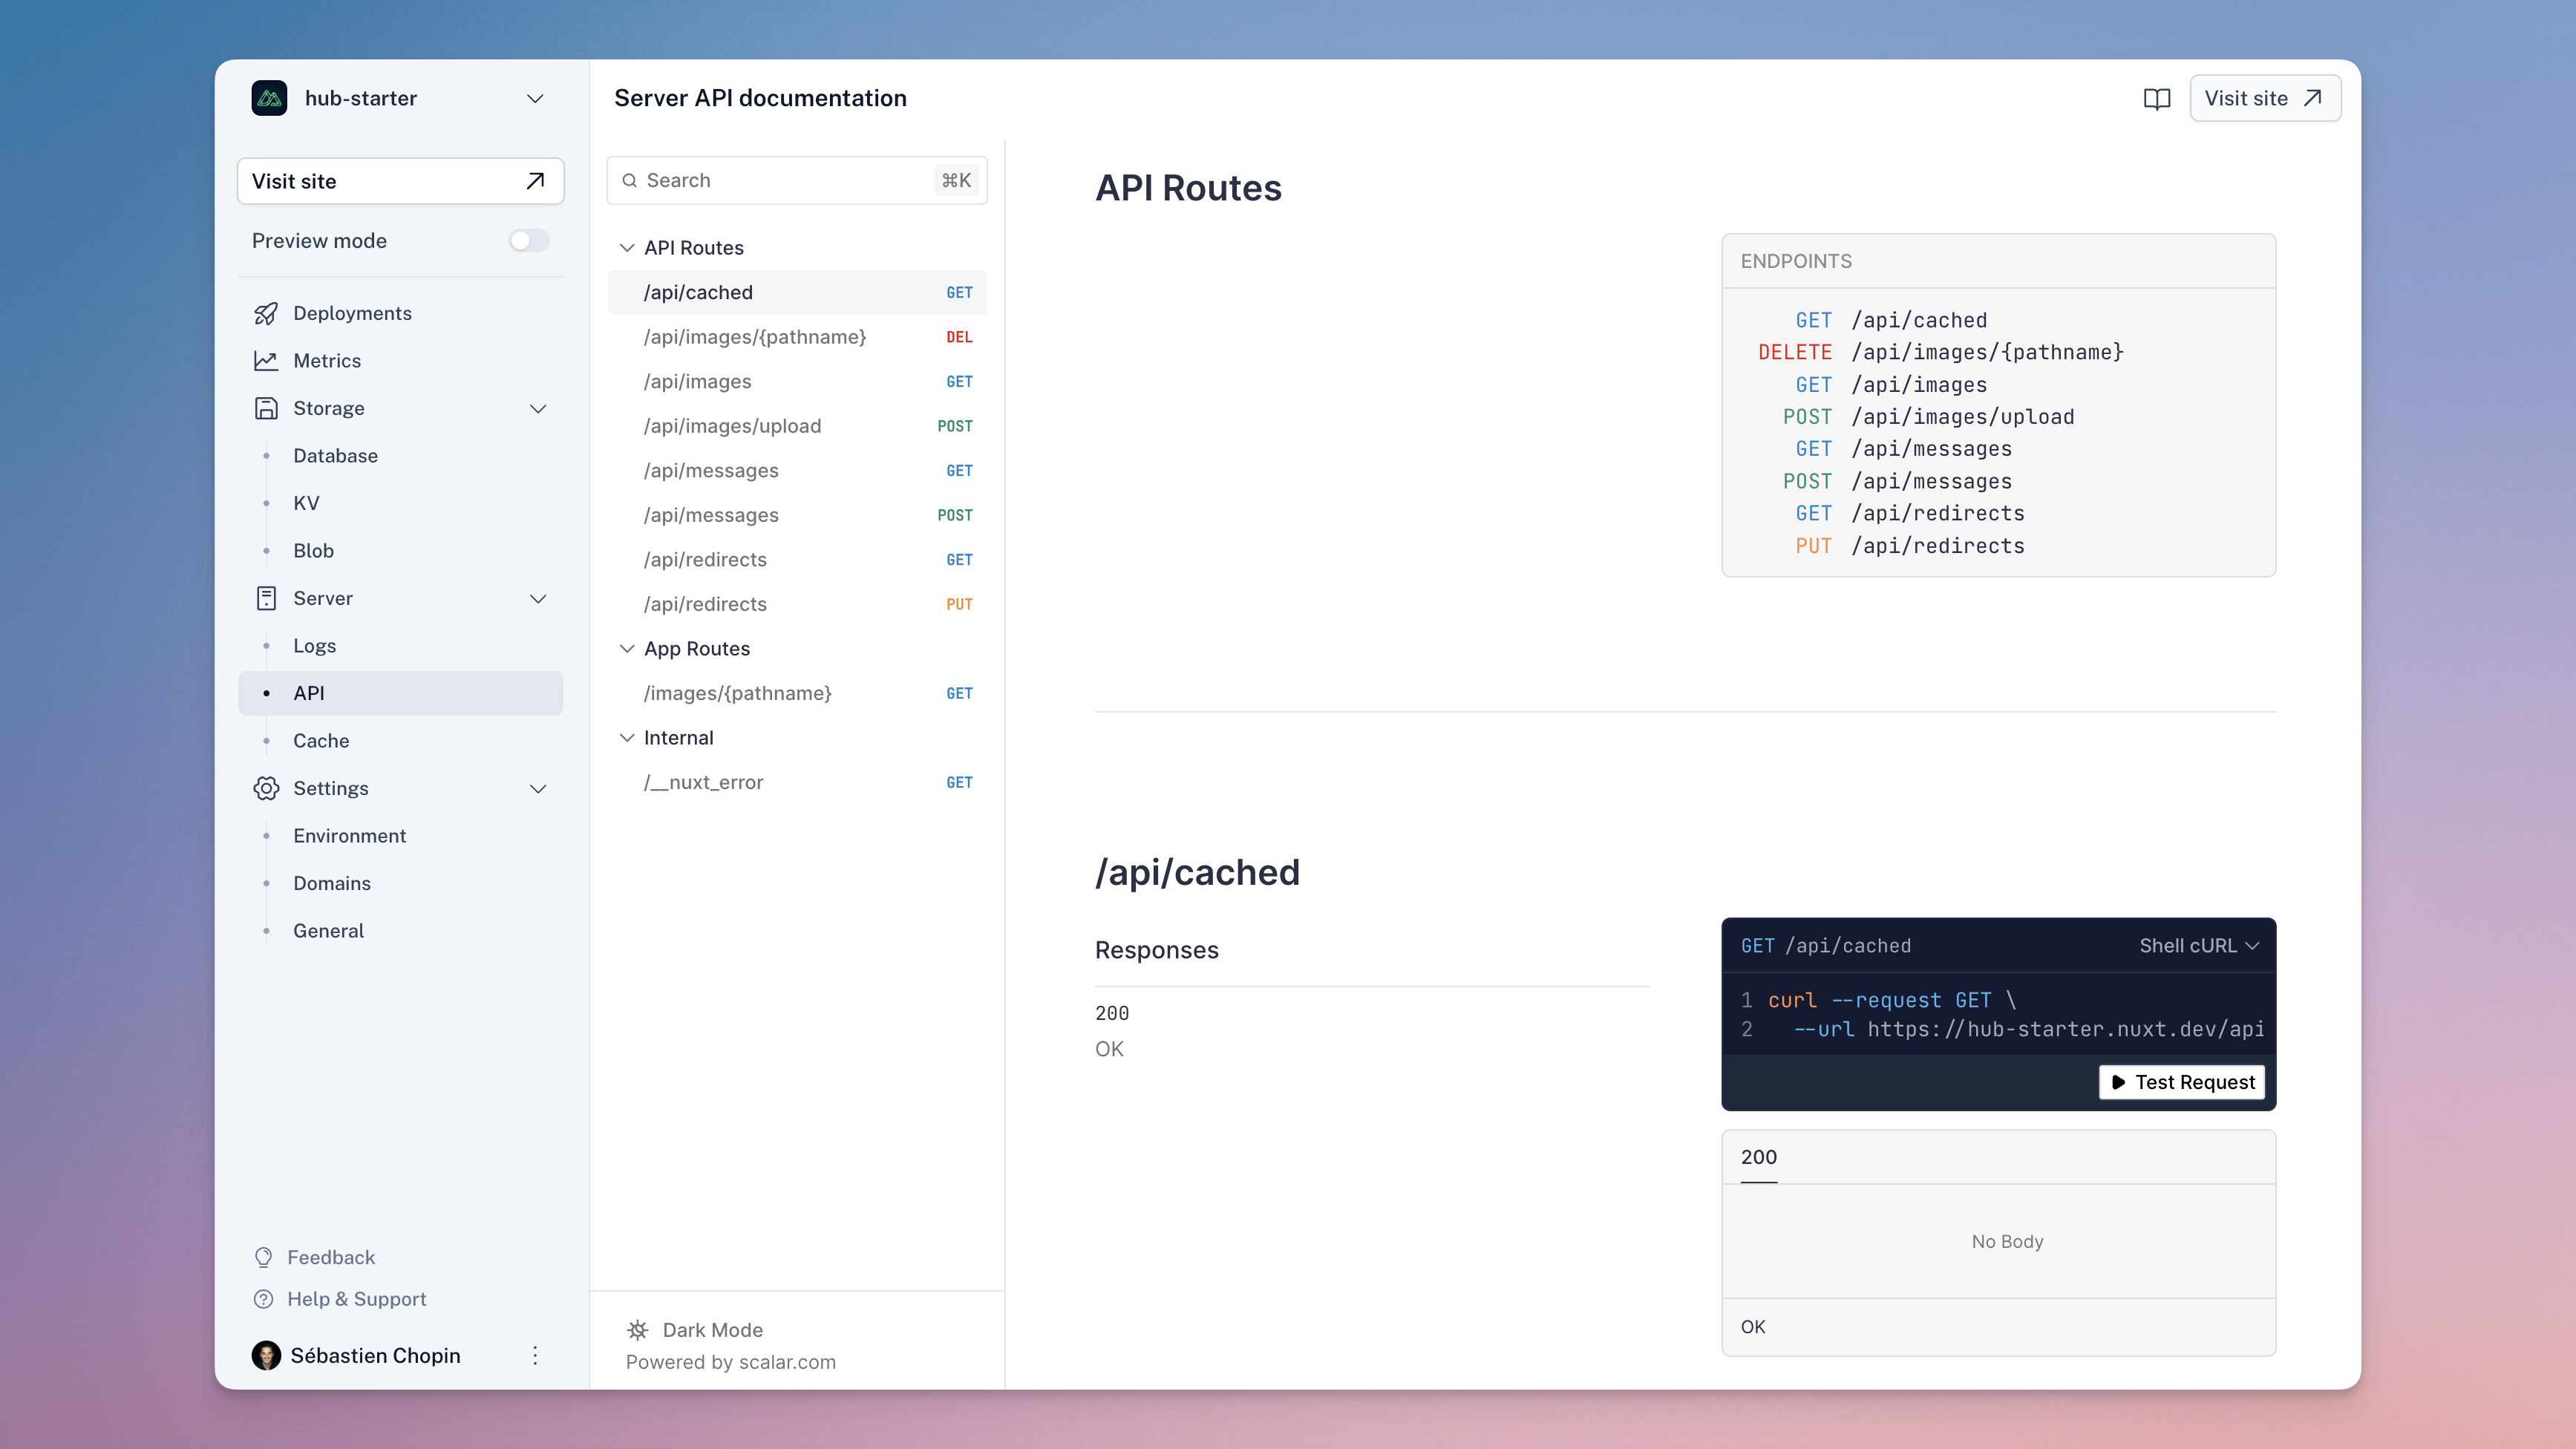 hub-starter
Visit site
Preview mode
Deployments
Metrics
Storage
Database
KV
Blob
Server
Logs
API
Cache
Settings
Environment
Domains
General
Feedback
Help & Support
Sébastien Chopin
Server API documentation
Visit site
Search ⌘K
API Routes
/api/cached GET
/api/images/{pathname} DEL
/api/images GET
/api/images/upload POST
/api/messages GET
/api/messages POST
/api/redirects GET
/api/redirects PUT
App Routes
/images/{pathname} GET
Internal
/__nuxt_error GET
Dark Mode
Powered by scalar.com
API Routes
ENDPOINTS
GET /api/cached
DELETE /api/images/{pathname}
GET /api/images
POST /api/images/upload
GET /api/messages
POST /api/messages
GET /api/redirects
PUT /api/redirects
/api/cached
Responses
200
OK
GET /api/cached Shell cURL
1 curl --request GET \
2 --url https://hub-starter.nuxt.dev/api
Test Request
200
No Body
OK